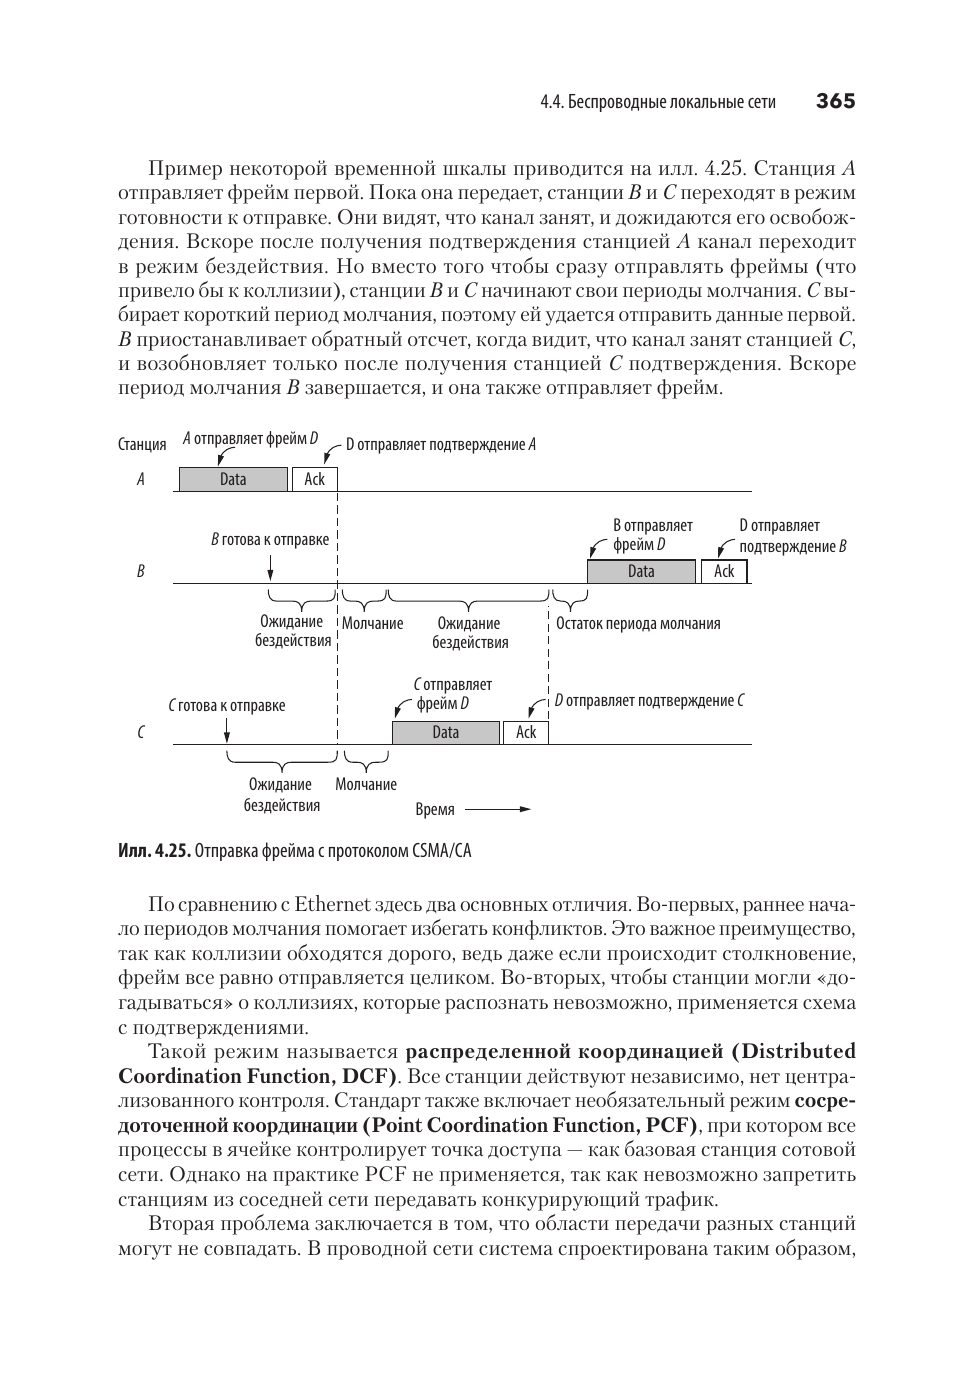 4.4. Беспроводные локальные сети 365
Пример некоторой временной шкалы приводится на илл. 4.25. Станция A
отправляет фрейм первой. Пока она передает, станции B и C переходят в режим
готовности к отправке. Они видят, что канал занят, и дожидаются его освобож-
дения. Вскоре после получения подтверждения станцией A канал переходит
в режим бездействия. Но вместо того чтобы сразу отправлять фреймы (что
привело бы к коллизии), станции B и C начинают свои периоды молчания. C вы-
бирает короткий период молчания, поэтому ей удается отправить данные первой.
B приостанавливает обратный отсчет, когда видит, что канал занят станцией C,
и возобновляет только после получения станцией C подтверждения. Вскоре
период молчания B завершается, и она также отправляет фрейм.
Станция
A отправляет фрейм D
D отправляет подтверждение A
A
Data
Ack
B готова к отправке
B отправляет
фрейм D
D отправляет
подтверждение B
B
Data
Ack
Ожидание
бездействия
Молчание
Ожидание
бездействия
Остаток периода молчания
C готова к отправке
C отправляет
фрейм D
D отправляет подтверждение C
C
Data
Ack
Ожидание
бездействия
Молчание
Время
Илл. 4.25. Отправка фрейма с протоколом CSMA/CA
По сравнению с Ethernet здесь два основных отличия. Во-первых, раннее нача-
ло периодов молчания помогает избегать конфликтов. Это важное преимущество,
так как коллизии обходятся дорого, ведь даже если происходит столкновение,
фрейм все равно отправляется целиком. Во-вторых, чтобы станции могли «до-
гадываться» о коллизиях, которые распознать невозможно, применяется схема
с подтверждениями.
Такой режим называется распределенной координацией (Distributed
Coordination Function, DCF). Все станции действуют независимо, нет центра-
лизованного контроля. Стандарт также включает необязательный режим сосре-
доточенной координации (Point Coordination Function, PCF), при котором все
процессы в ячейке контролирует точка доступа — как базовая станция сотовой
сети. Однако на практике PCF не применяется, так как невозможно запретить
станциям из соседней сети передавать конкурирующий трафик.
Вторая проблема заключается в том, что области передачи разных станций
могут не совпадать. В проводной сети система спроектирована таким образом,